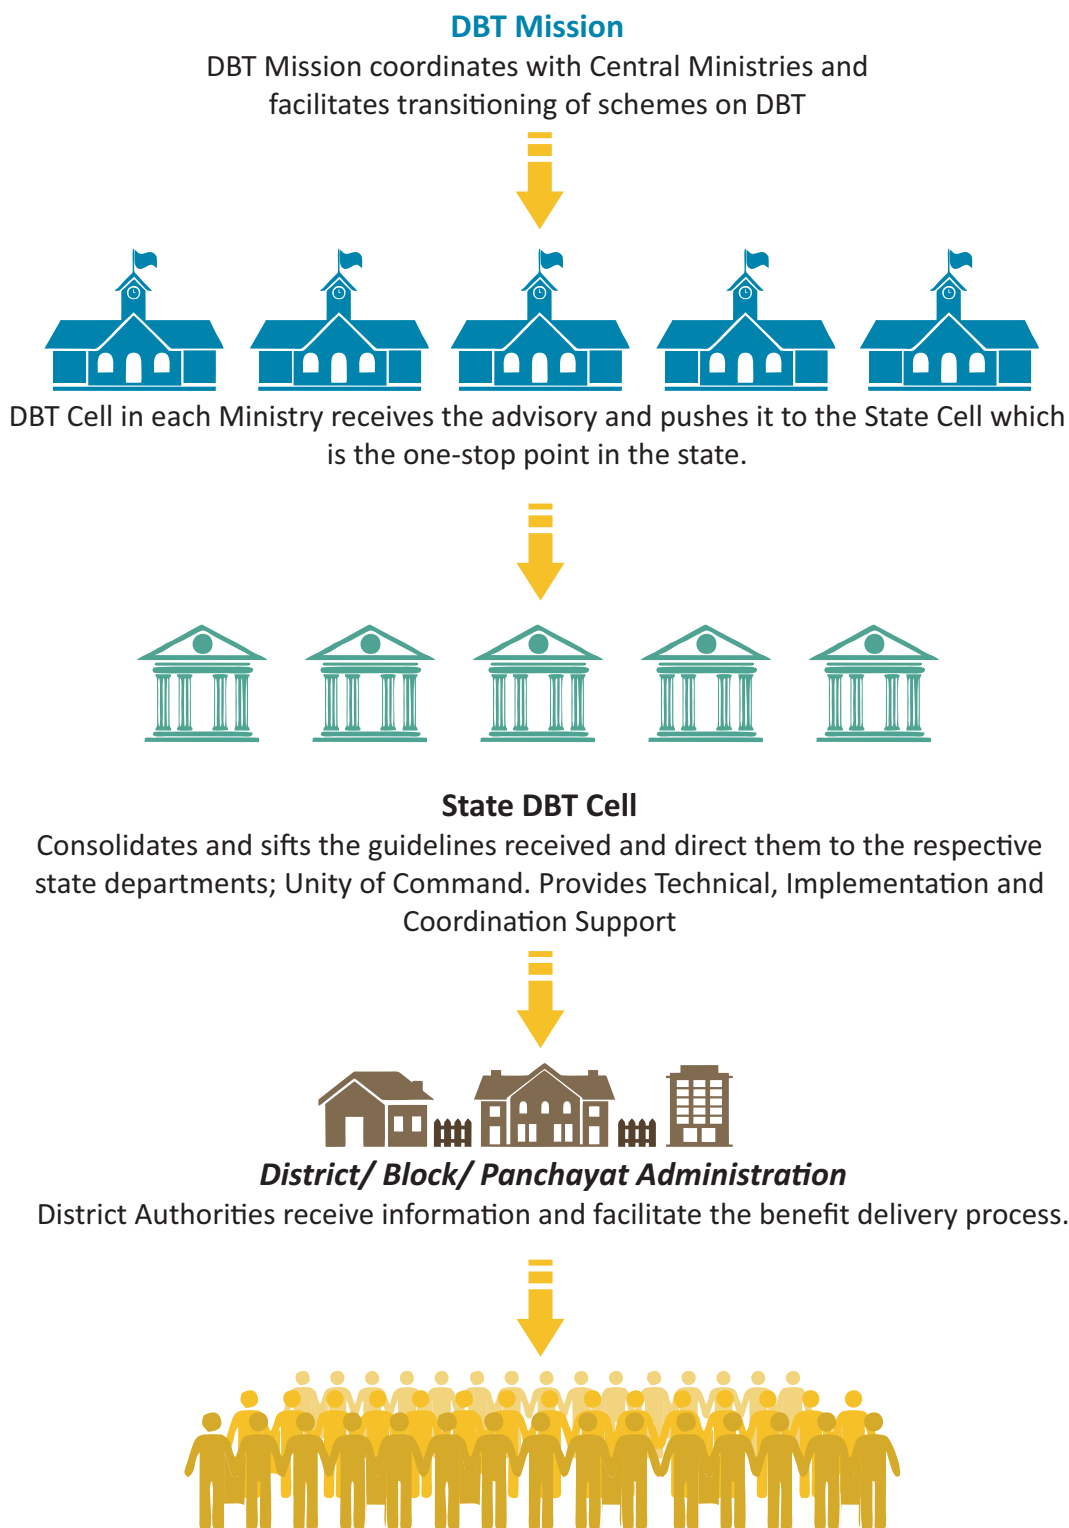 DBT Mission
DBT Mission coordinates with Central Ministries and
facilitates transitioning of schemes on DBT
DBT Cell in each Ministry receives the advisory and pushes it to the State Cell which
is the one-stop point in the state.
State DBT Cell
Consolidates and sifts the guidelines received and direct them to the respective
state departments; Unity of Command. Provides Technical, Implementation and
Coordination Support
District/ Block/ Panchayat Administration
District Authorities receive information and facilitate the benefit delivery process.